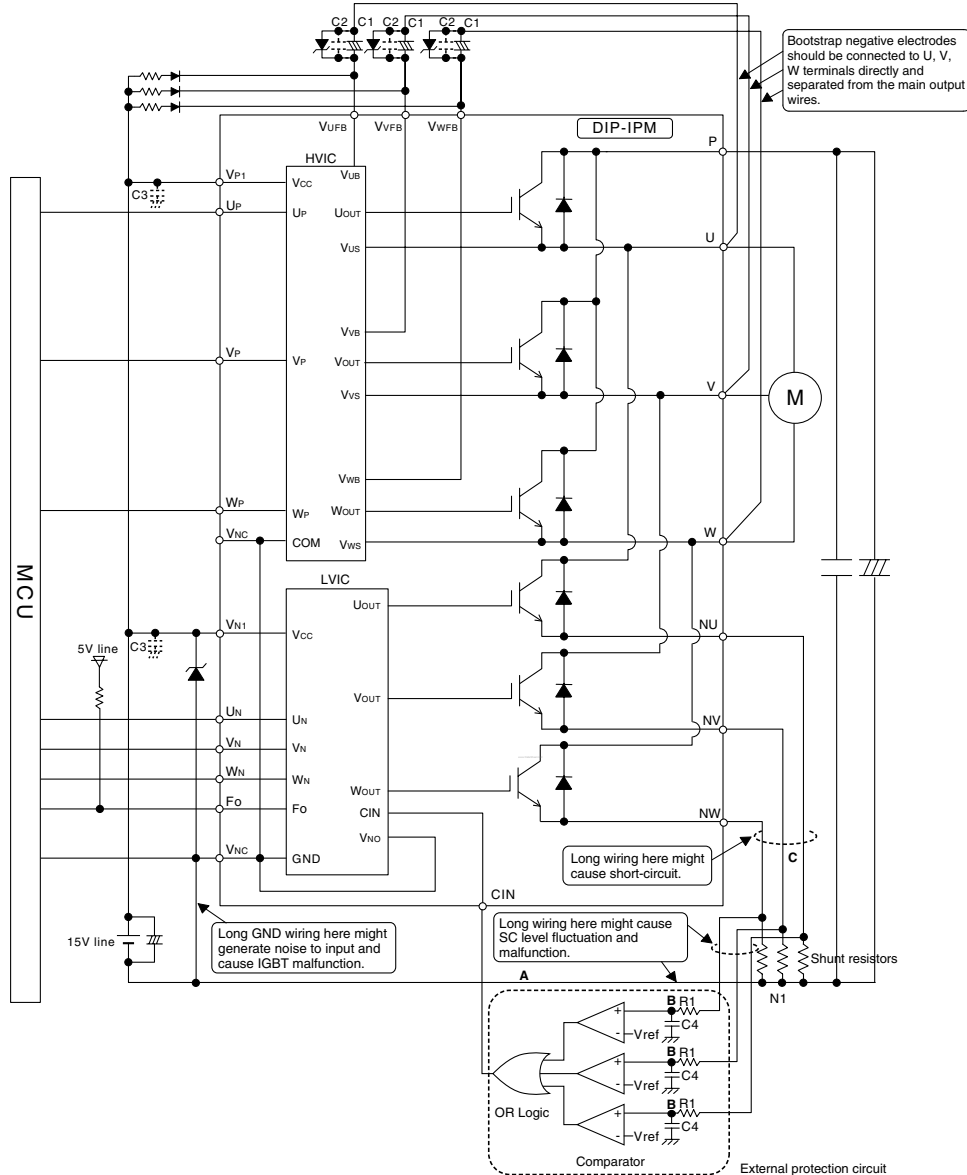 C2 C1 C2 C1 C2 C1
Bootstrap negative electrodes
should be connected to U, V,
W terminals directly and
separated from the main output
wires.
VUFB VVFB VWFB
DIP-IPM
P
HVIC
VP1
C3
VCC
VUB
UP
UP
UOUT
U
VUS
VVB
VP
VP
VOUT
V
VVS
M
VWB
WP
WP
WOUT
VNC
COM
VWS
W
MCU
LVIC
UOUT
VN1
VCC
C3
NU
5V line
VOUT
UN
UN
NV
VN
VN
WN
WN
WOUT
Fo
Fo
CIN
NW
VNO
VNC
GND
C
Long wiring here might
cause short-circuit.
CIN
15V line
Long GND wiring here might
generate noise to input and
cause IGBT malfunction.
Long wiring here might cause
SC level fluctuation and
malfunction.
Shunt resistors
A
N1
B R1
+
C4
-
Vref
B R1
+
C4
-
Vref
OR Logic
B R1
+
C4
-
Vref
Comparator
External protection circuit